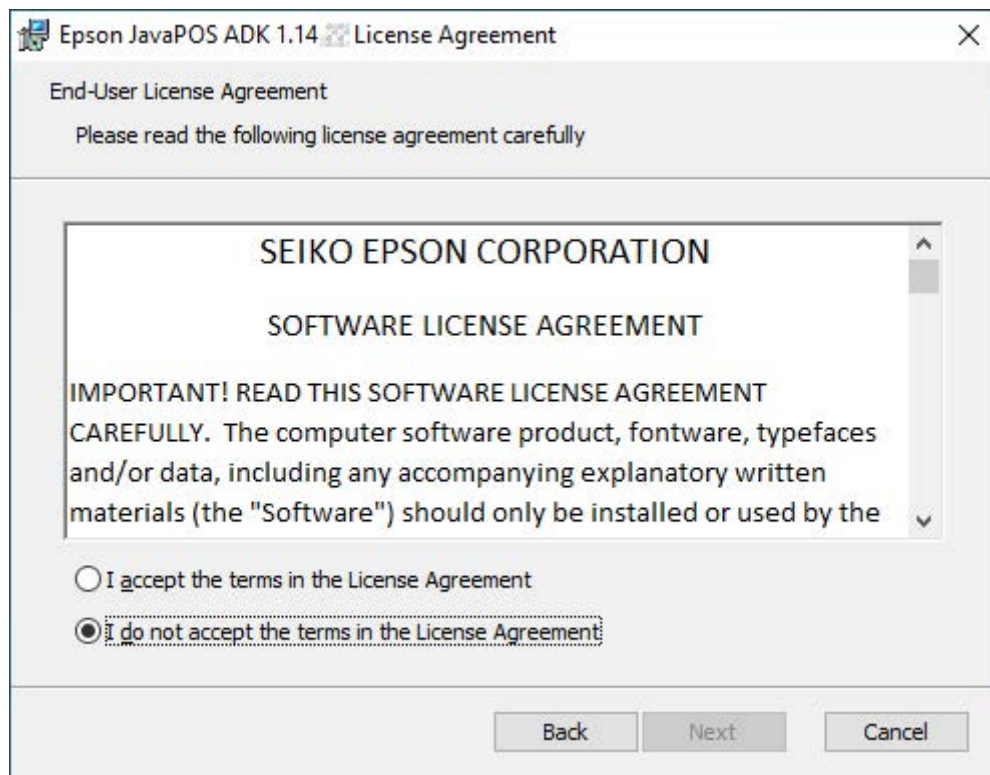 Epson JavaPOS ADK 1.14 License Agreement
End-User License Agreement
Please read the following license agreement carefully
SEIKO EPSON CORPORATION
SOFTWARE LICENSE AGREEMENT
IMPORTANT! READ THIS SOFTWARE LICENSE AGREEMENT
CAREFULLY.  The computer software product, fontware, typefaces
and/or data, including any accompanying explanatory written
materials (the "Software") should only be installed or used by the
I accept the terms in the License Agreement
I do not accept the terms in the License Agreement
Back Next Cancel